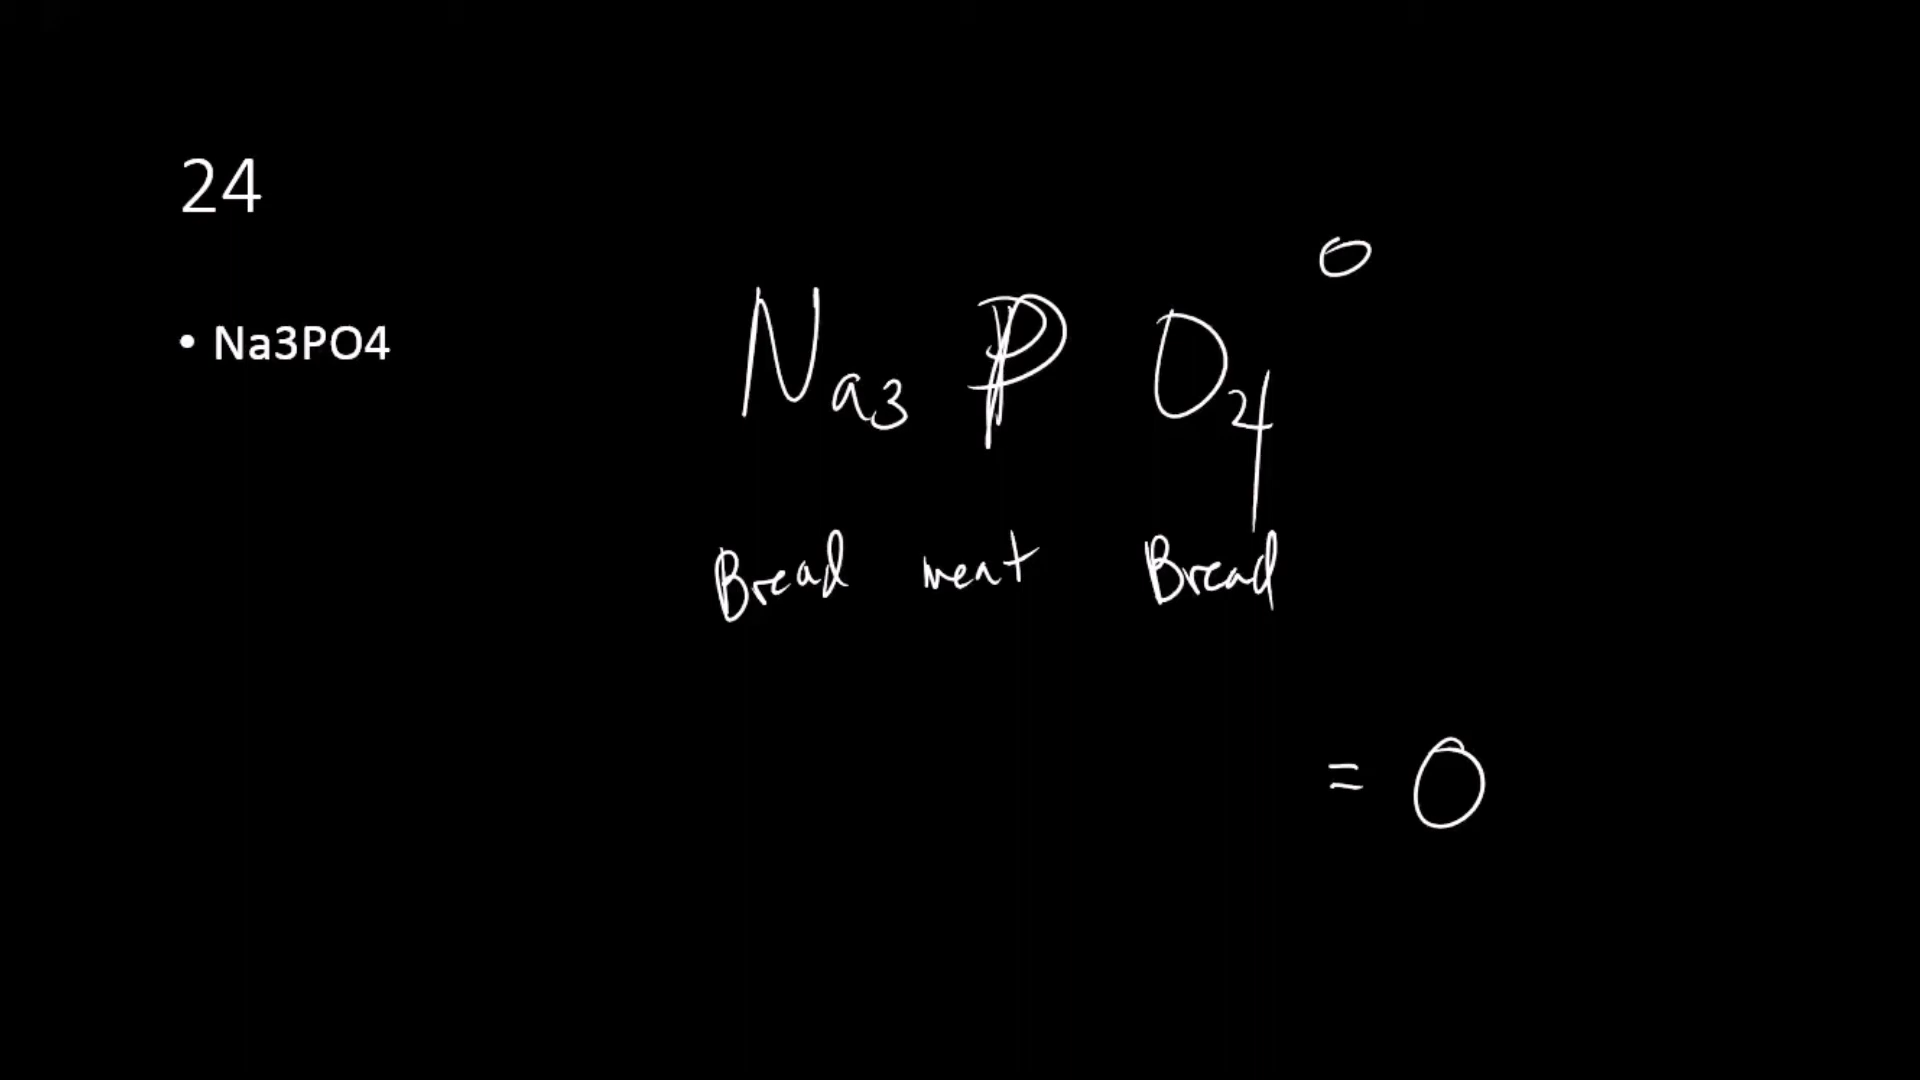 24
• Na3PO4
0
Na3 P O4
Bread meat Bread
= 0